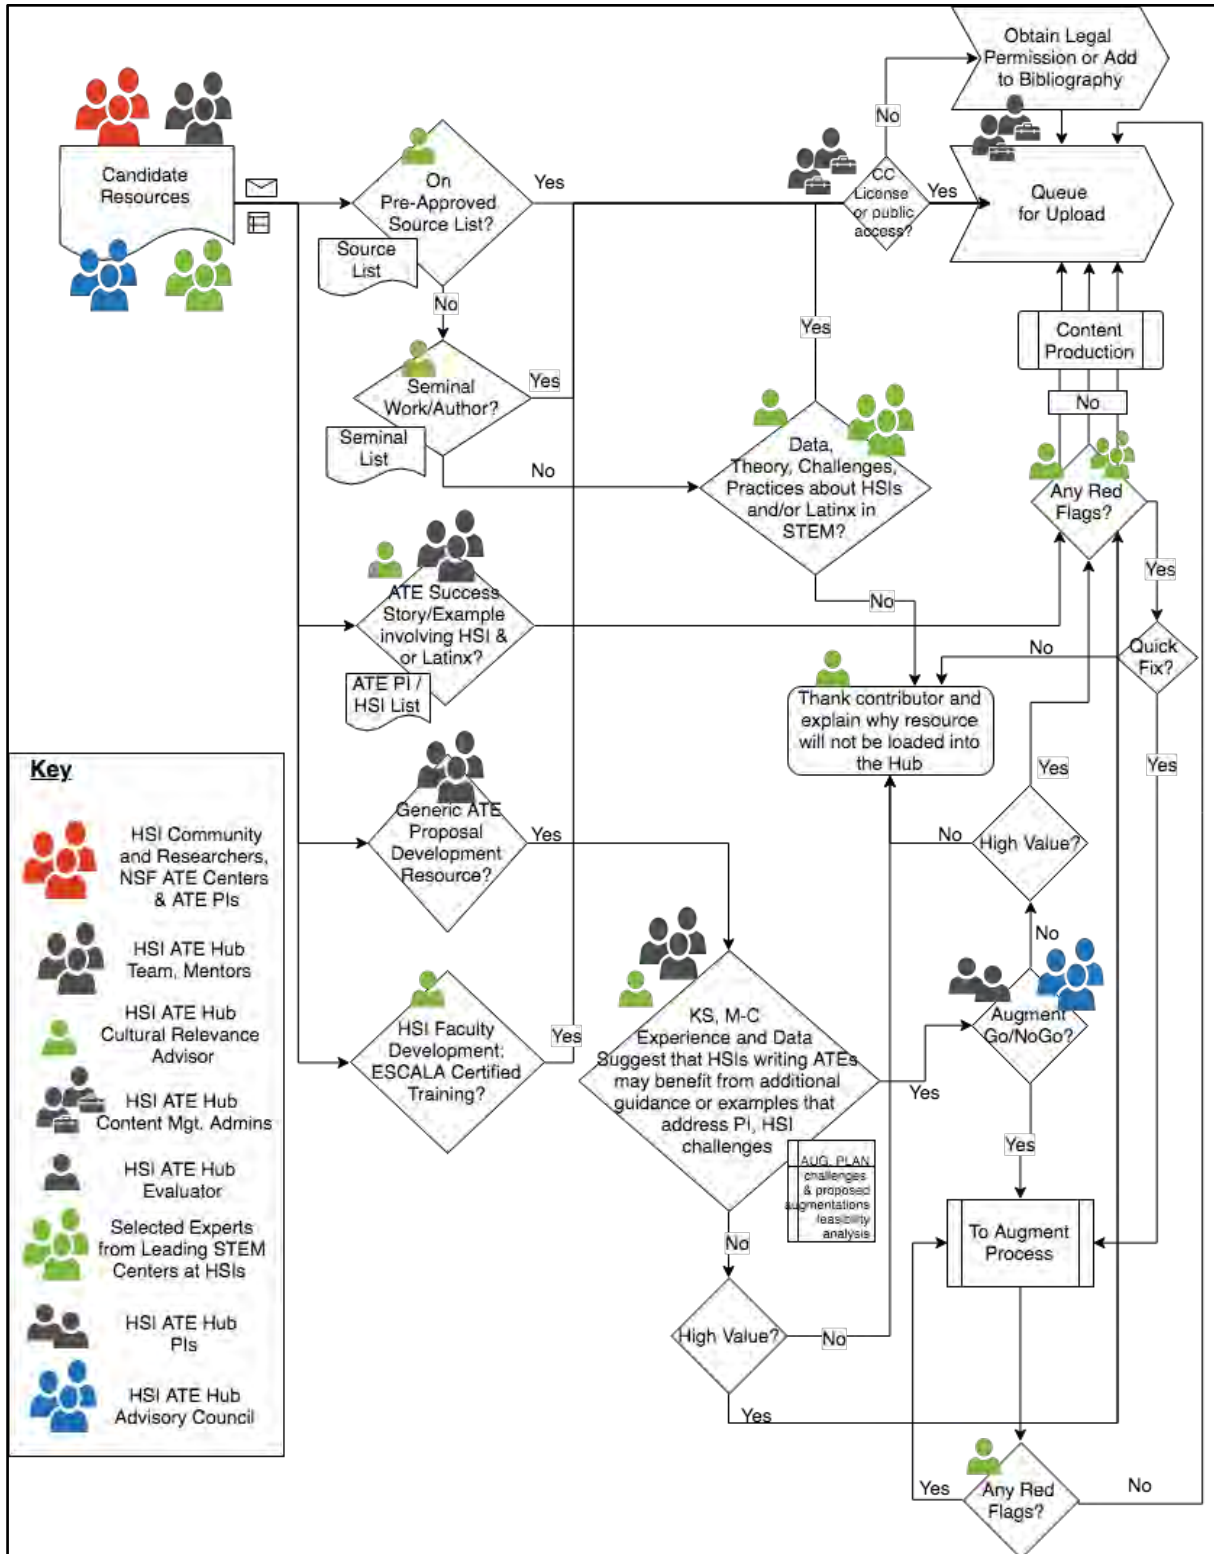 Obtain Legal
Permission or Add
to Bibliography
No
Candidate
Resources
On
Pre-Approved
Source List?
Yes
Source
List
CC
License
or public
access?
Yes
Queue
for Upload
No
Seminal
Work/Author?
Yes
Seminal
List
No
Yes
Data,
Theory, Challenges,
Practices about HSIs
and/or Latinx in
STEM?
No
Content
Production
No
Any Red
Flags?
Yes
Quick
Fix?
No
Yes
ATE Success
Story/Example
involving HSI &
or Latinx?
ATE PI /
HSI List
Thank contributor and
explain why resource
will not be loaded into
the Hub
Generic ATE
Proposal
Development
Resource?
Yes
Yes
High Value?
No
No
HSI Faculty
Development:
ESCALA Certified
Training?
Yes
KS, M-C
Experience and Data
Suggest that HSIs writing ATEs
may benefit from additional
guidance or examples that
address PI, HSI
challenges
Yes
Augment
Go/NoGo?
Yes
AUG. PLAN
challenges
& proposed
augmentations
feasibility
analysis
No
To Augment
Process
High Value?
No
Yes
Any Red
Flags?
Yes
No
Key
HSI Community
and Researchers,
NSF ATE Centers
& ATE PIs
HSI ATE Hub
Team, Mentors
HSI ATE Hub
Cultural Relevance
Advisor
HSI ATE Hub
Content Mgt. Admins
HSI ATE Hub
Evaluator
Selected Experts
from Leading STEM
Centers at HSIs
HSI ATE Hub
PIs
HSI ATE Hub
Advisory Council